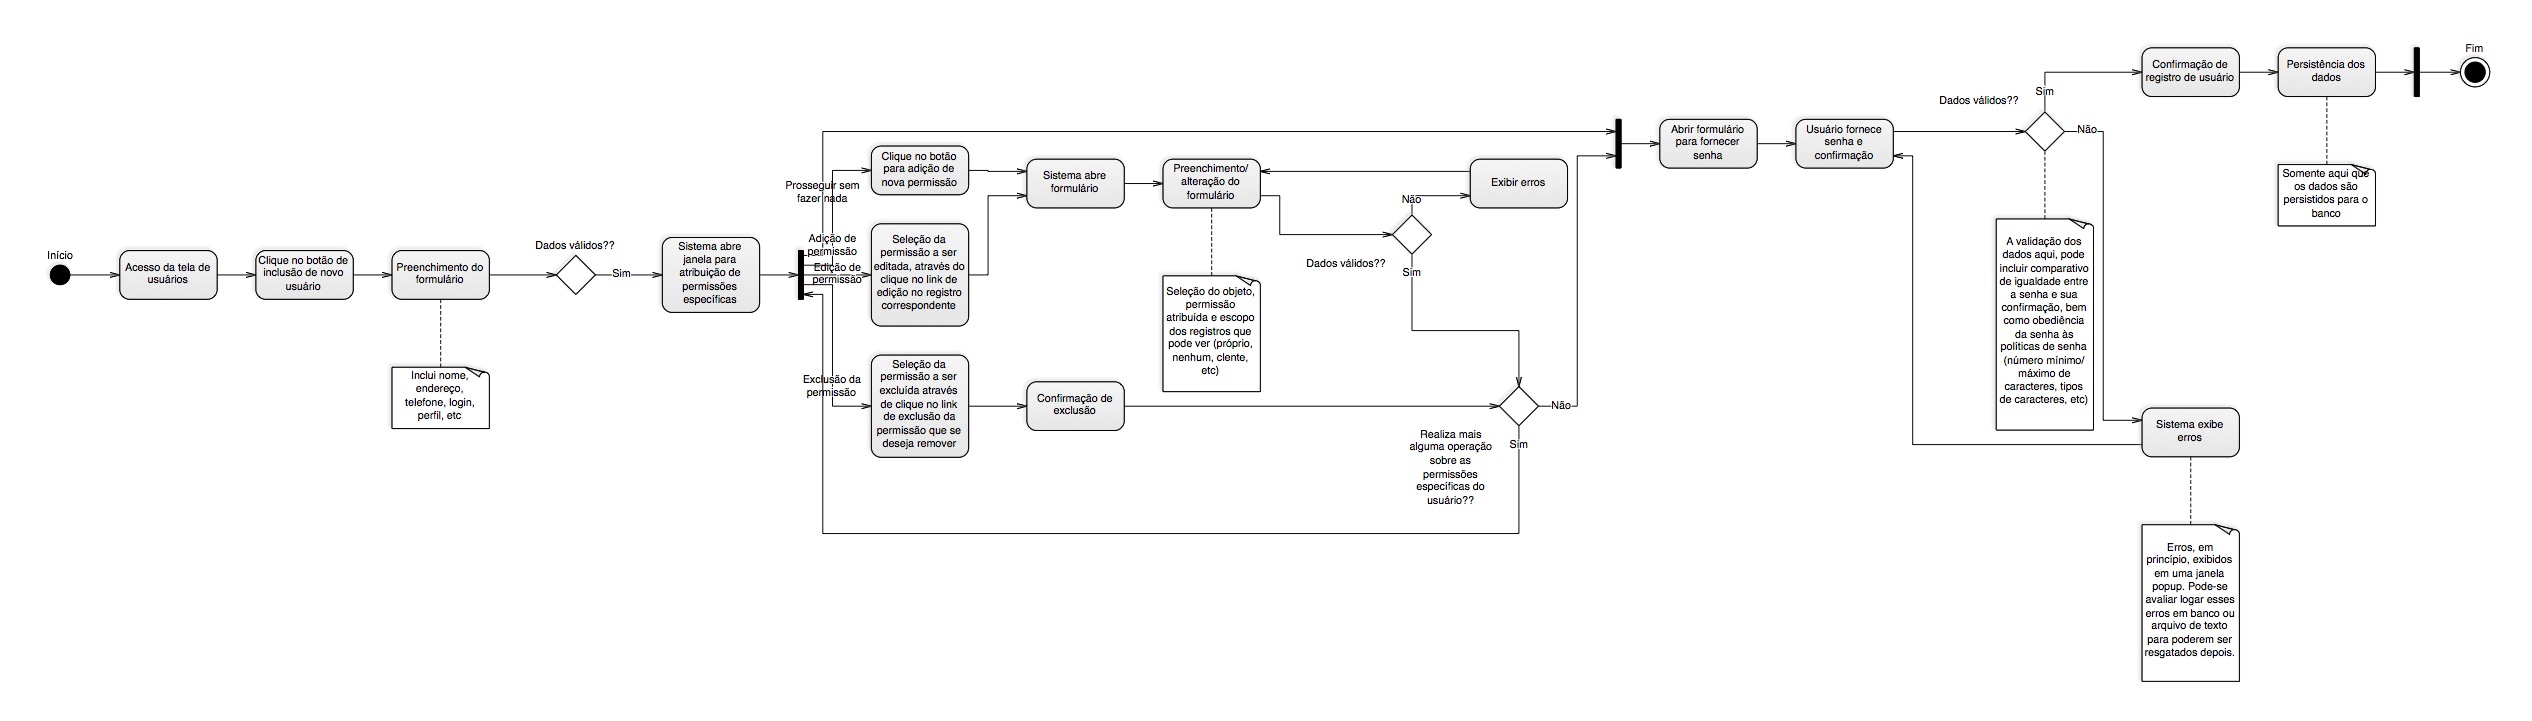 Início
Acesso da tela de
usuários
Clique no botão de
inclusão de novo
usuário
Preenchimento do
formulário
Inclui nome,
endereço,
telefone, login,
perfil, etc
Dados válidos??
Sim
Sistema abre
janela para
atribuição de
permissões
específicas
Prosseguir sem
fazer nada
Adição de
permissão
Edição de
permissão
Exclusão da
permissão
Clique no botão
para adição de
nova permissão
Seleção da
permissão a ser
editada, através do
clique no link de
edição no registro
correspondente
Seleção da
permissão a ser
excluída através
de clique no link
de exclusão da
permissão que se
deseja remover
Sistema abre
formulário
Confirmação de
exclusão
Preenchimento/
alteração do
formulário
Seleção do objeto,
permissão
atribuída e escopo
dos registros que
pode ver (próprio,
nenhum, clente,
etc)
Dados válidos??
Não
Sim
Exibir erros
Realiza mais
alguma operação
sobre as
permissões
específicas do
usuário??
Não
Sim
Abrir formulário
para fornecer
senha
Usuário fornece
senha e
confirmação
Dados válidos??
Sim
Não
A validação dos
dados aqui, pode
incluir comparativo
de igualdade entre
a senha e sua
confirmação, bem
como obediência
da senha às
políticas de senha
(número mínimo/
máximo de
caracteres, tipos
de caracteres, etc)
Confirmação de
registro de usuário
Persistência dos
dados
Somente aqui que
os dados são
persistidos para o
banco
Fim
Sistema exibe
erros
Erros, em
princípio, exibidos
em uma janela
popup. Pode-se
avaliar logar esses
erros em banco ou
arquivo de texto
para poderem ser
resgatados depois.